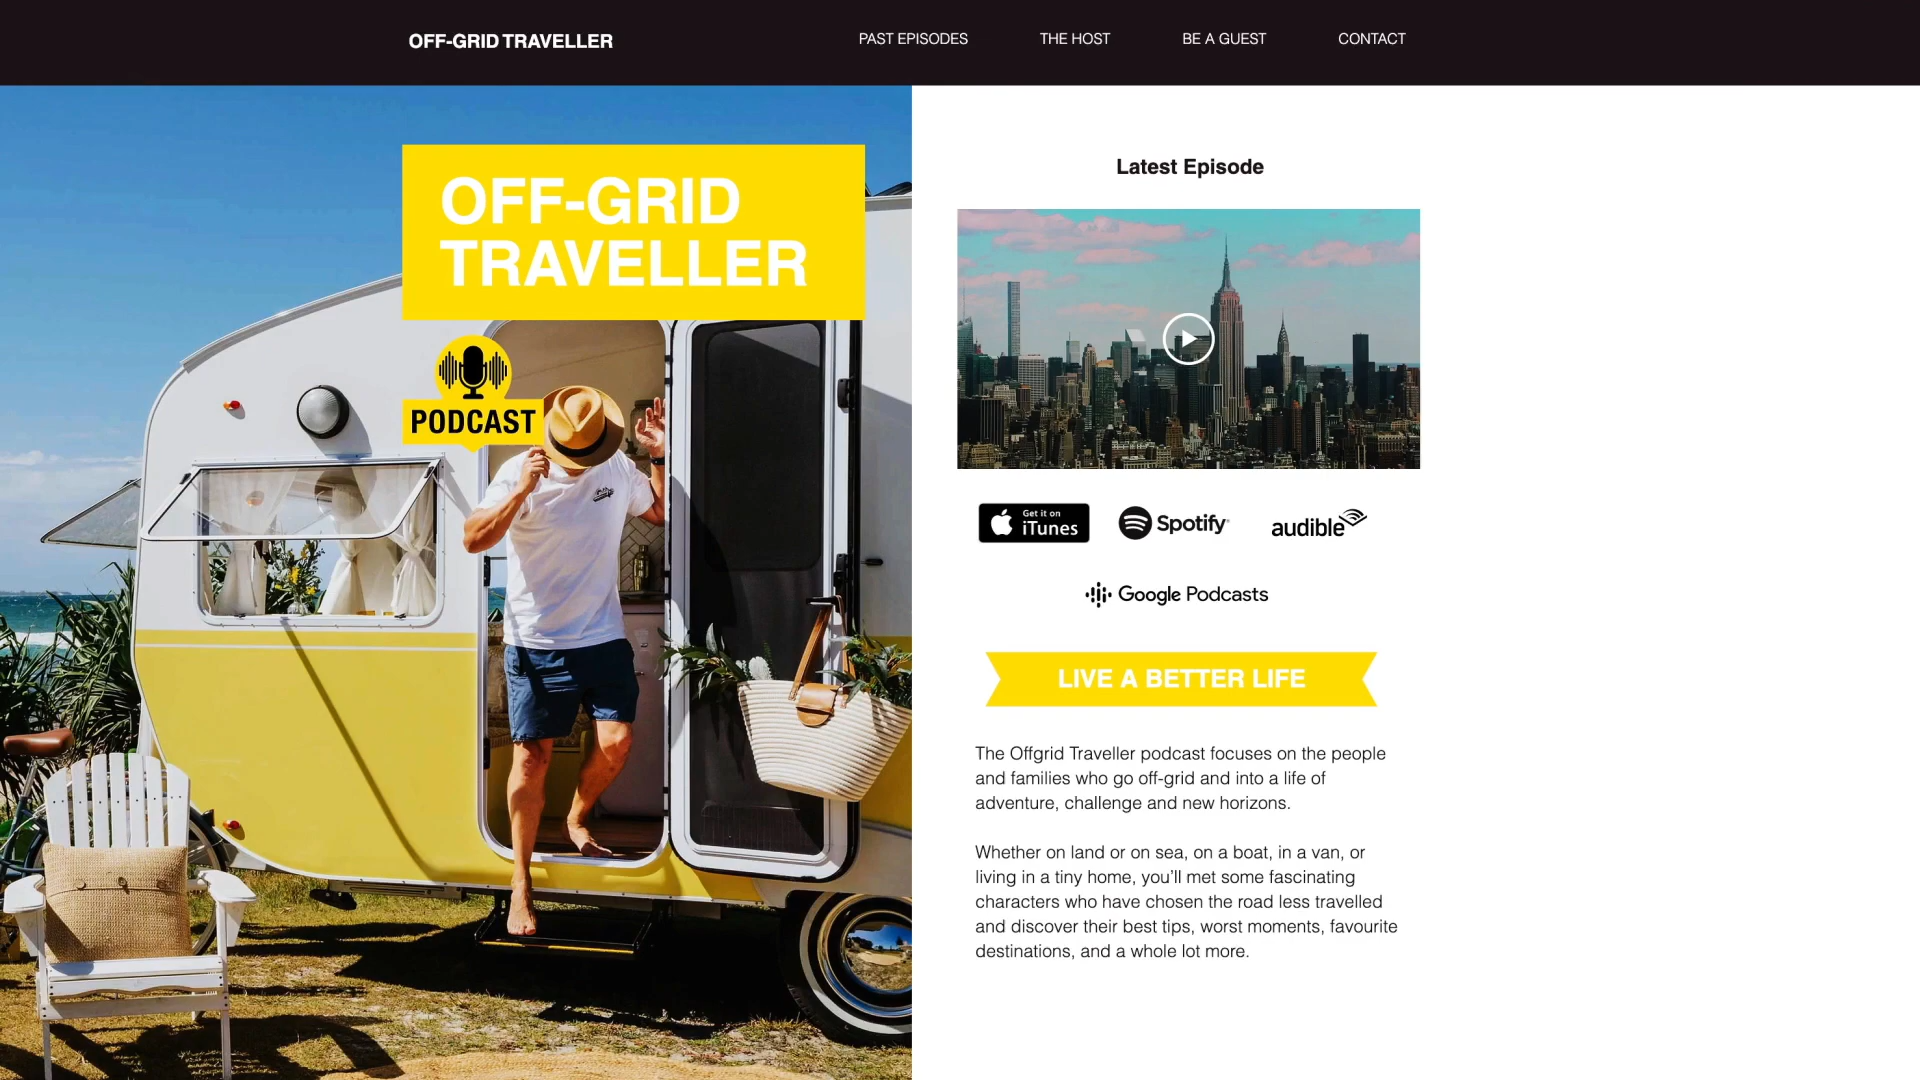 OFF-GRID TRAVELLER
PAST EPISODES
THE HOST
BE A GUEST
CONTACT
OFF-GRID
TRAVELLER
PODCAST
Latest Episode
Get it on
iTunes
Spotify
audible
Google Podcasts
LIVE A BETTER LIFE
The Offgrid Traveller podcast focuses on the people
and families who go off-grid and into a life of
adventure, challenge and new horizons.
Whether on land or on sea, on a boat, in a van, or
living in a tiny home, you'll met some fascinating
characters who have chosen the road less travelled
and discover their best tips, worst moments, favourite
destinations, and a whole lot more.